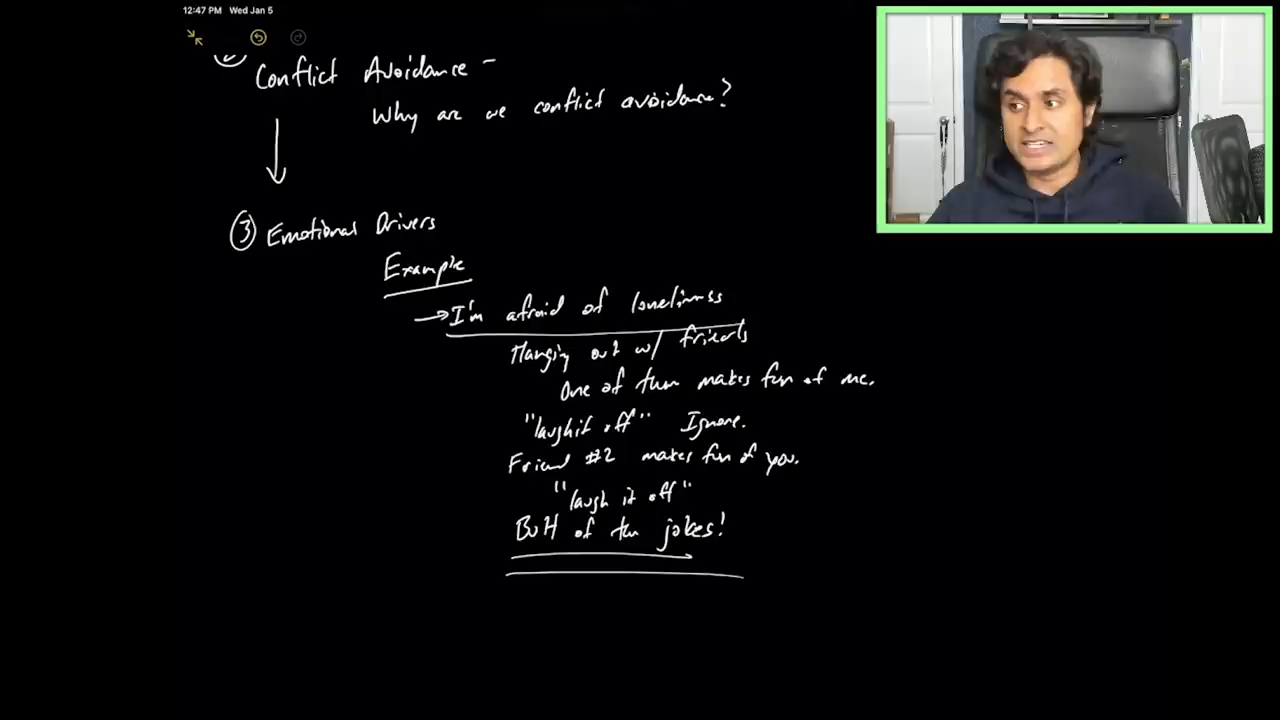 12:47 PM Wed Jan 5
Conflict Avoidance -
Why are we conflict avoidance?
③ Emotional Drivers
Example
→ I'm afraid of loneliness
Hanging out w/ friends
One of them makes fun of me.
"laugh it off" Ignore.
Friend #2 makes fun of you.
"laugh it off"
Butt of the jokes!